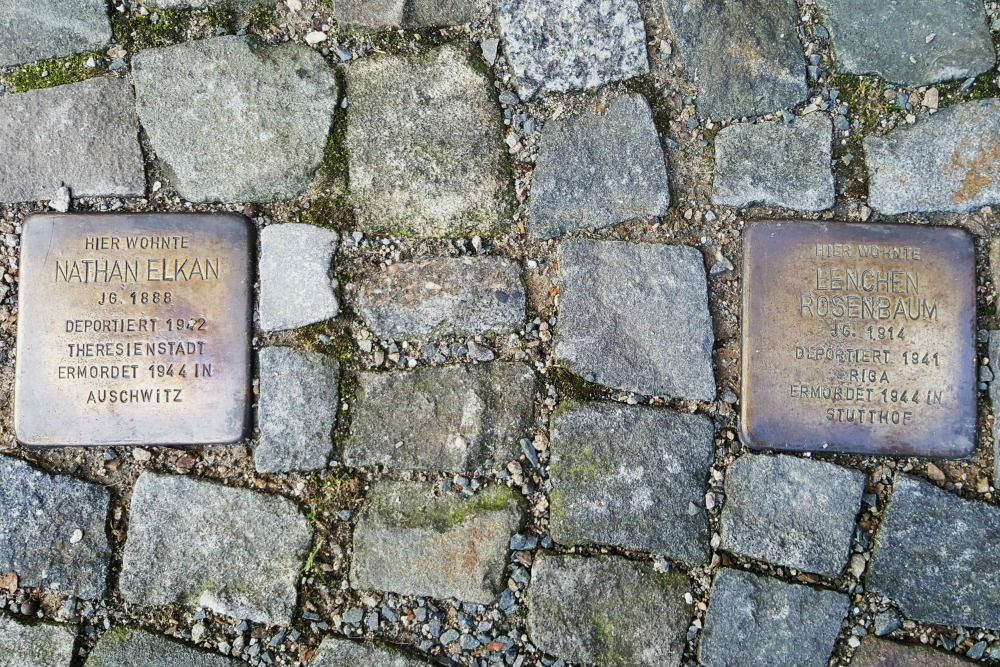 HIER WOHNTE
NATHAN ELKAN
JG. 1888
DEPORTIERT 1942
THERESIENSTADT
ERMORDET 1944 IN
AUSCHWITZ
HIER WOHNTE
LENCHEN
ROSENBAUM
JG. 1914
DEPORTIERT 1941
RIGA
ERMORDET 1944 IN
STUTTHOF